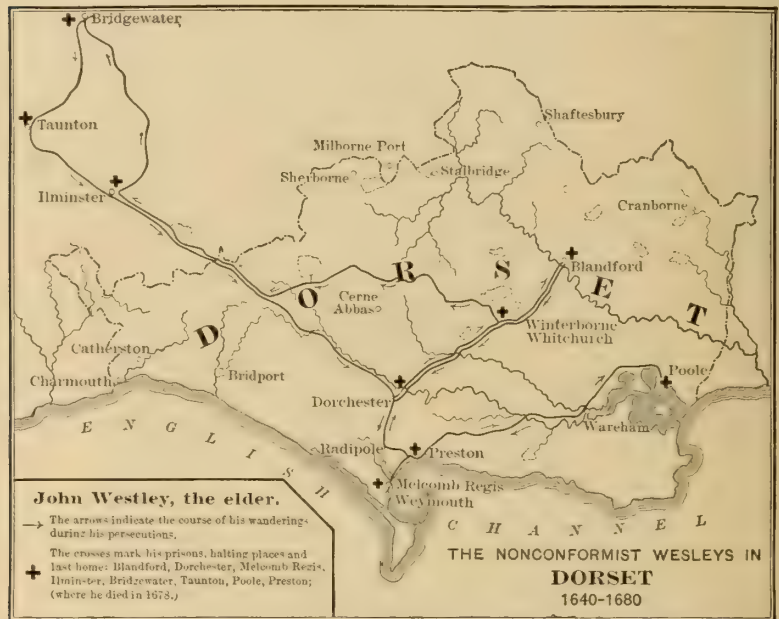 Bridgewater
Taunton
Ilminster
Shaftesbury
Milborne Port
Sherborne
Stalbridge
Cranborne
DORSET
Blandford
Cerne
Abbas
Winterborne
Whitchurch
Catherston
Charmouth
Bridport
Dorchester
Poole
Wareham
Radipole
Preston
Melcomb Regis
Weymouth
ENGLISH CHANNEL
John Westley, the elder.
The arrows indicate the course of his wanderings
during his persecutions.
The crosses mark his prisons, halting places and
last home: Blandford, Dorchester, Melcomb Regis,
Ilminster, Bridgewater, Taunton, Poole, Preston;
(where he died in 1678.)
THE NONCONFORMIST WESLEYS IN
DORSET
1640-1680